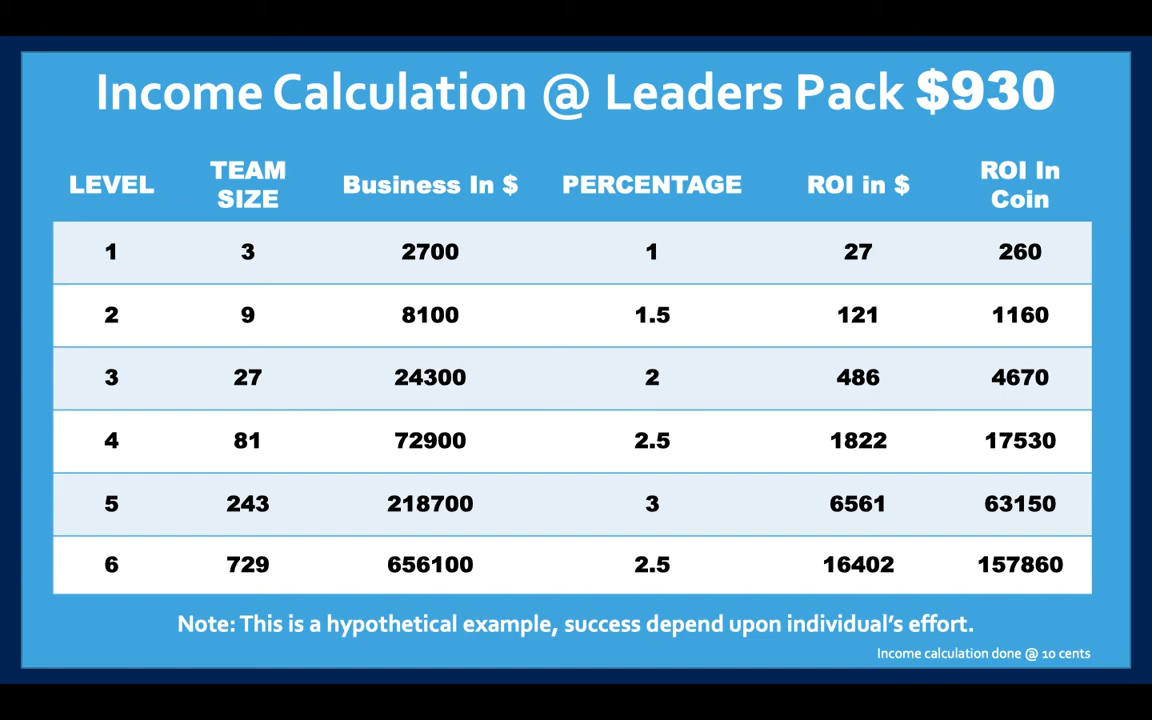 Income Calculation @ Leaders Pack $930
LEVEL TEAM SIZE Business In $ PERCENTAGE ROI in $ ROI In Coin
1 3 2700 1 27 260
2 9 8100 1.5 121 1160
3 27 24300 2 486 4670
4 81 72900 2.5 1822 17530
5 243 218700 3 6561 63150
6 729 656100 2.5 16402 157860
Note: This is a hypothetical example, success depend upon individual’s effort.
Income calculation done @ 10 cents